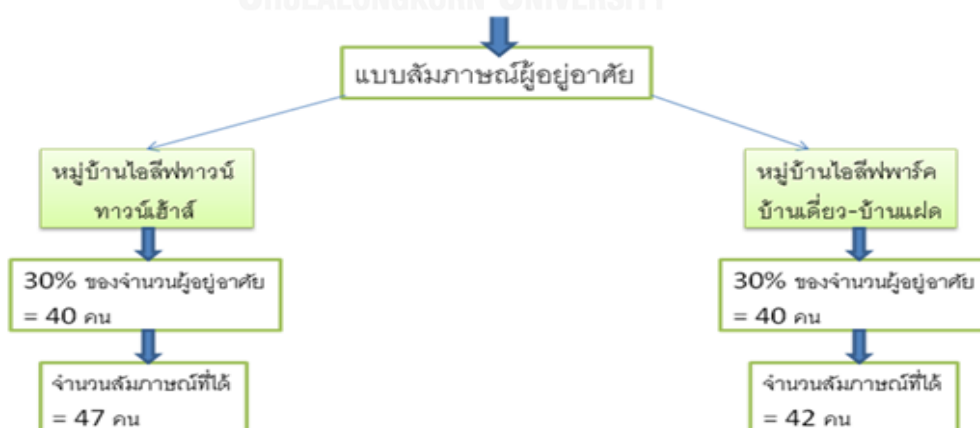 CHULALONGKORN UNIVERSITY
แบบสัมภาษณ์ผู้อยู่อาศัย
หมู่บ้านไอลีฟทาวน์
ทาวน์เฮ้าส์
30% ของจำนวนผู้อยู่อาศัย
= 40 คน
จำนวนสัมภาษณ์ที่ได้
= 47 คน
หมู่บ้านไอลีฟพาร์ค
บ้านเดี่ยว-บ้านแฝด
30% ของจำนวนผู้อยู่อาศัย
= 40 คน
จำนวนสัมภาษณ์ที่ได้
= 42 คน